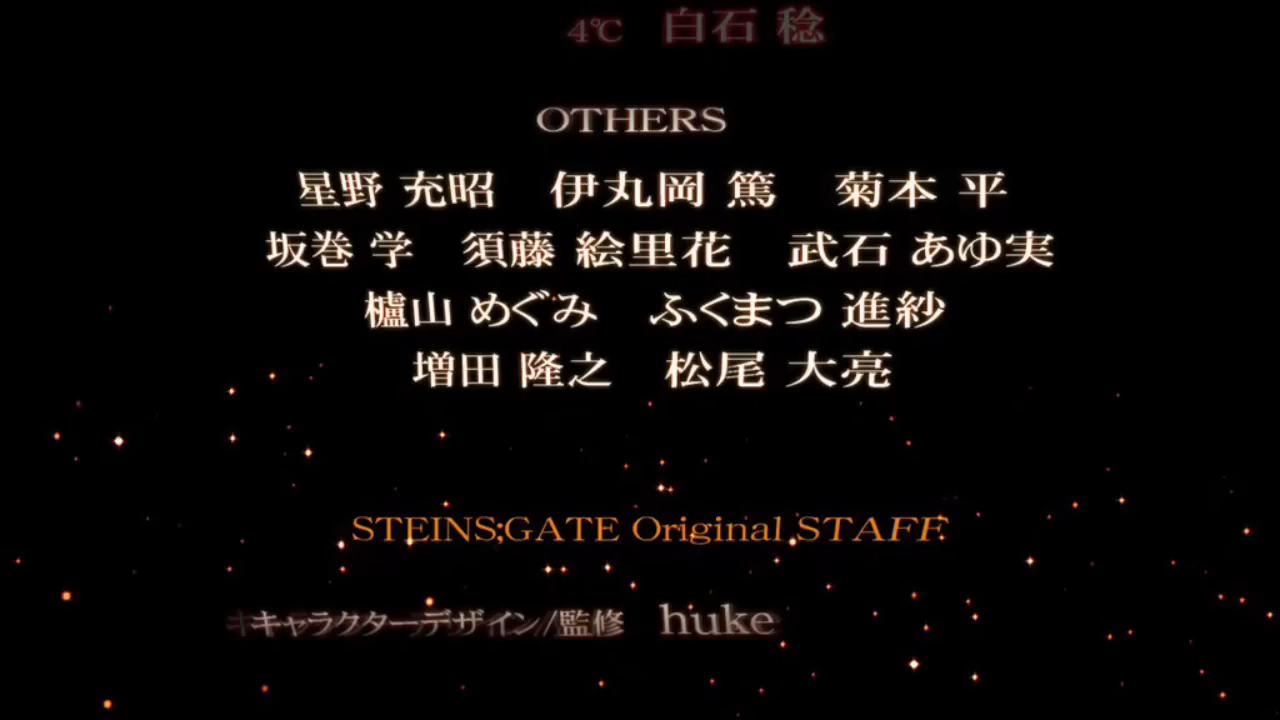 4℃ 白石 稔
OTHERS
星野 充昭 伊丸岡 篤 菊本 平
坂巻 学 須藤 絵里花 武石 あゆ実
櫨山 めぐみ ふくまつ 進紗
増田 隆之 松尾 大亮
STEINS;GATE Original STAFF
キャラクターデザイン/監修 huke